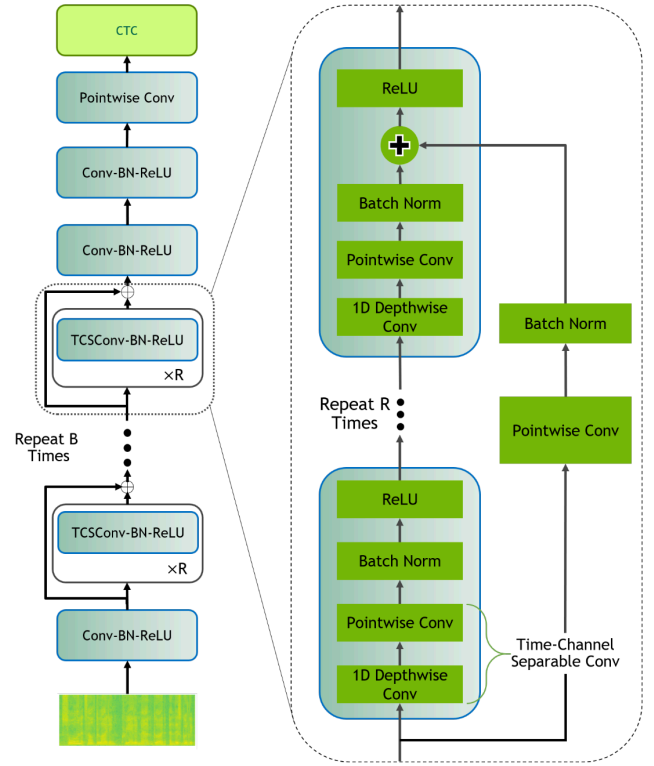 CTC
Pointwise Conv
Conv-BN-ReLU
Conv-BN-ReLU
TCSConv-BN-ReLU
×R
Repeat B
Times
TCSConv-BN-ReLU
×R
Conv-BN-ReLU
ReLU
Batch Norm
Pointwise Conv
1D Depthwise
Conv
Repeat R
Times
ReLU
Batch Norm
Pointwise Conv
1D Depthwise
Conv
Time-Channel
Separable Conv
Batch Norm
Pointwise Conv